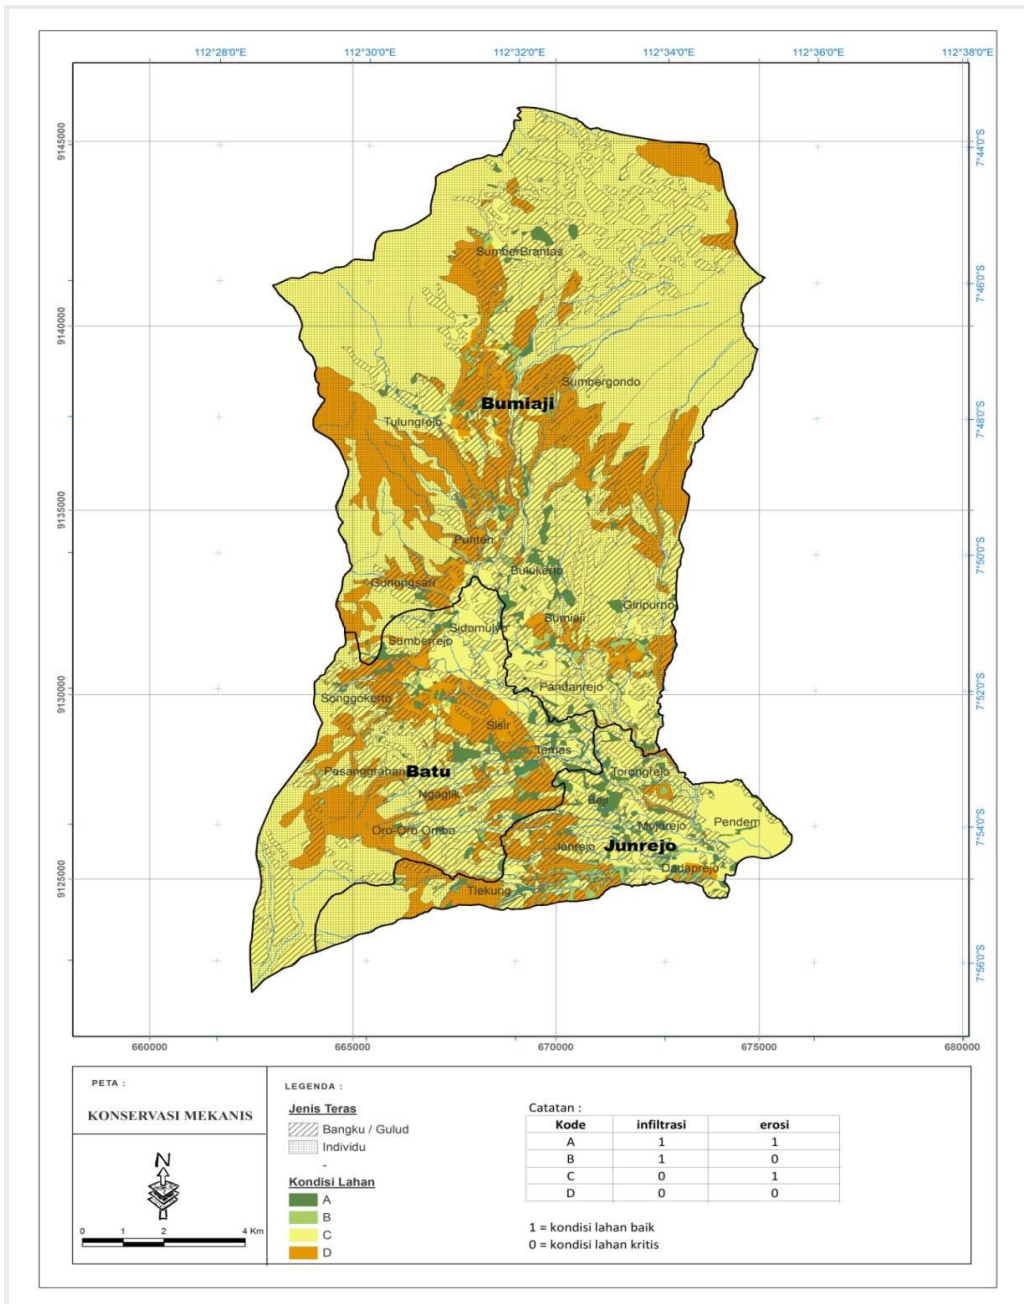 112°28'0"E 112°30'0"E 112°32'0"E 112°34'0"E 112°36'0"E 112°38'0"E
9145000
7°44'0"S
SumberBrantas
7°46'0"S
9140000
Sumbergondo
Bumiaji
Tulungrejo
7°48'0"S
9135000
Punten
7°50'0"S
Bulukerjo
Gunungsari
Giripurno
Bumiaji
Sidomulyo
Sumberrejo
Pandanrejo
7°52'0"S
9130000
Songgokerto
Sisir
Temas
Pesanggrahan
Batu
Torongrejo
Ngaglik
Beji
Pendem
Mojorejo
7°54'0"S
Oro-Oro Ombo
Junrejo
Junrejo
Dadaprejo
9125000
Tlekung
7°56'0"S
660000 665000 670000 675000 680000
PETA :
KONSERVASI MEKANIS
N
0 1 2 4 Km
LEGENDA :
Jenis Teras
Bangku / Gulud
Individu
-
Kondisi Lahan
A
B
C
D
Catatan :
Kode infiltrasi erosi
A 1 1
B 1 0
C 0 1
D 0 0
1 = kondisi lahan baik
0 = kondisi lahan kritis